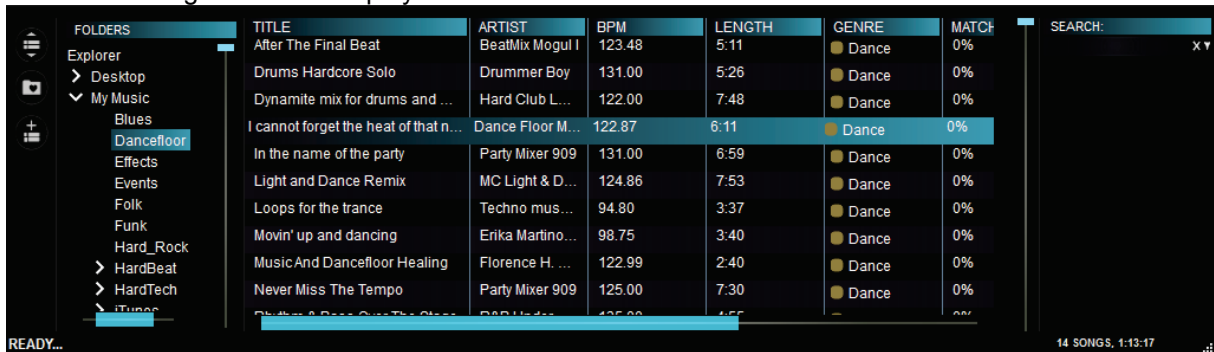 FOLDERS TITLE ARTIST BPM LENGTH GENRE MATCH SEARCH:
Explorer After The Final Beat BeatMix Mogul I 123.48 5:11 Dance 0% X
Desktop Drums Hardcore Solo Drummer Boy 131.00 5:26 Dance 0%
My Music Dynamite mix for drums and ... Hard Club L... 122.00 7:48 Dance 0%
Blues
Dancefloor I cannot forget the heat of that n... Dance Floor M... 122.87 6:11 Dance 0%
Effects In the name of the party Party Mixer 909 131.00 6:59 Dance 0%
Events Light and Dance Remix MC Light & D... 124.86 7:53 Dance 0%
Folk Loops for the trance Techno mus... 94.80 3:37 Dance 0%
Funk Movin' up and dancing Erika Martino... 98.75 3:40 Dance 0%
Hard_Rock
HardBeat Music And Dancefloor Healing Florence H. ... 122.99 2:40 Dance 0%
HardTech Never Miss The Tempo Party Mixer 909 125.00 7:30 Dance 0%
iTunes
READY... 14 SONGS, 1:13:17